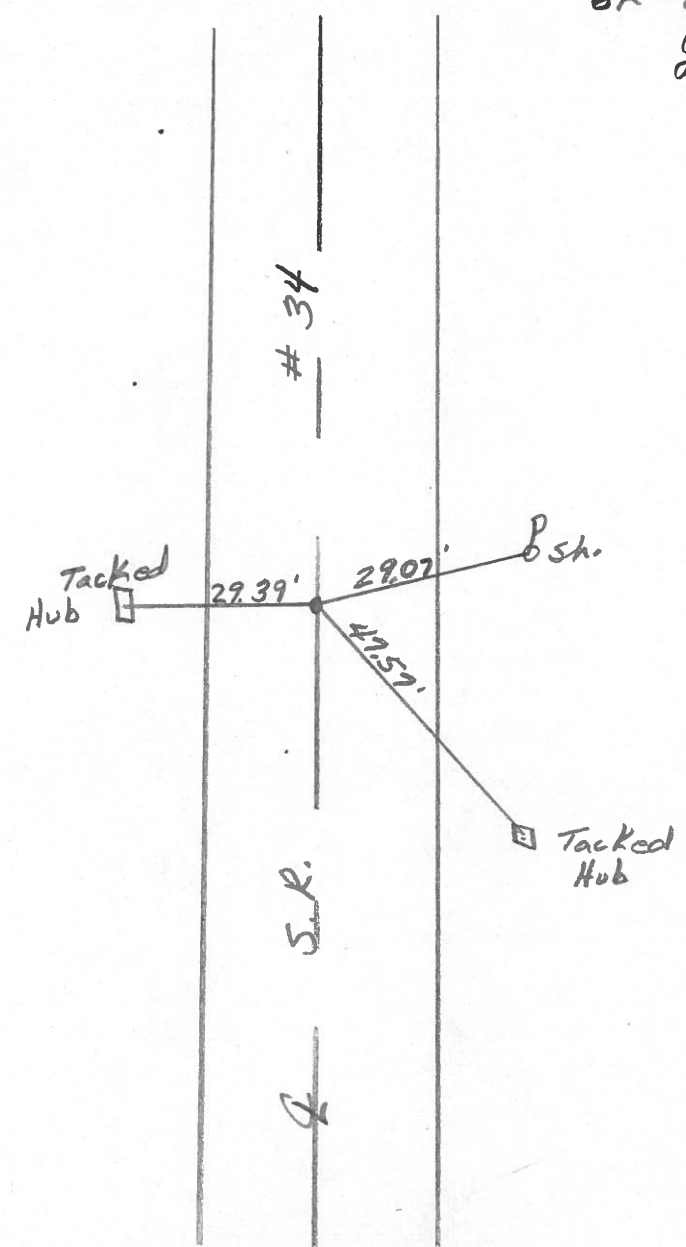 # 34
Tacked
Hub
29.39'
29.07'
sh.
47.57'
Tacked
Hub
S.R.
℄